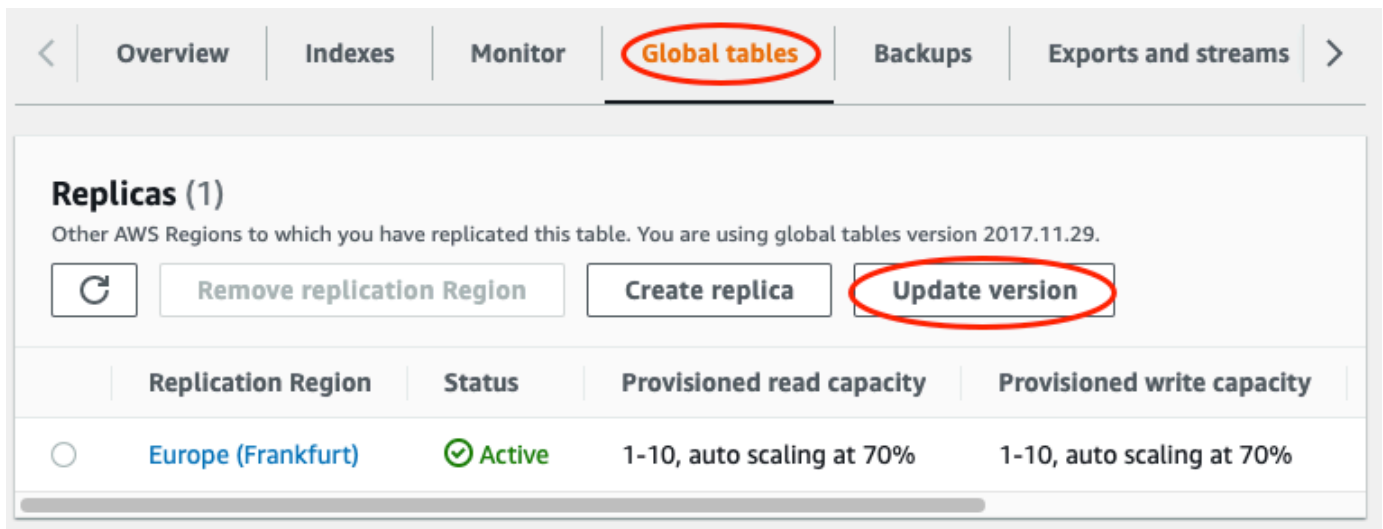 Overview Indexes Monitor Global tables Backups Exports and streams
Replicas (1)
Other AWS Regions to which you have replicated this table. You are using global tables version 2017.11.29.
Remove replication Region Create replica Update version
Replication Region Status Provisioned read capacity Provisioned write capacity
Europe (Frankfurt) Active 1-10, auto scaling at 70% 1-10, auto scaling at 70%